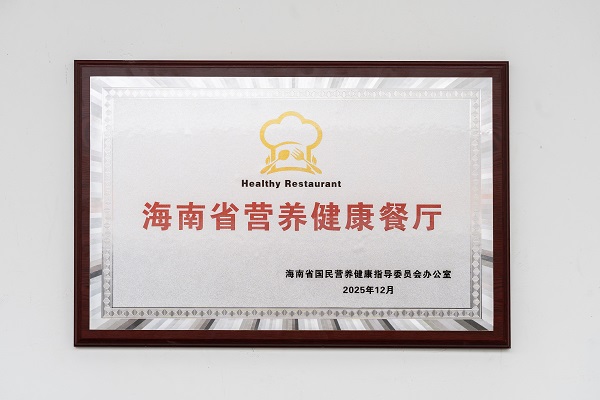 Healthy Restaurant
海南省营养健康餐厅
海南省国民营养健康指导委员会办公室
2025年12月